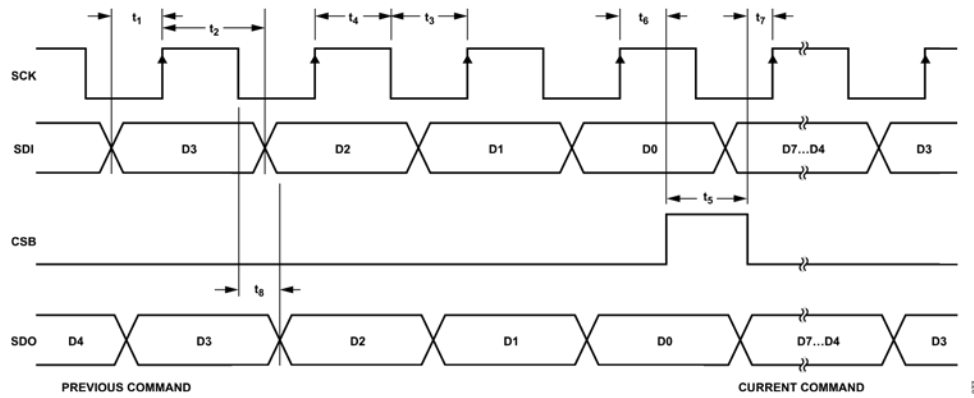 t1 t2 t4 t3 t6 t7
SCK
SDI D3 D2 D1 D0 D7...D4 D3
t5
CSB
t8
SDO D4 D3 D2 D1 D0 D7...D4 D3
PREVIOUS COMMAND CURRENT COMMAND